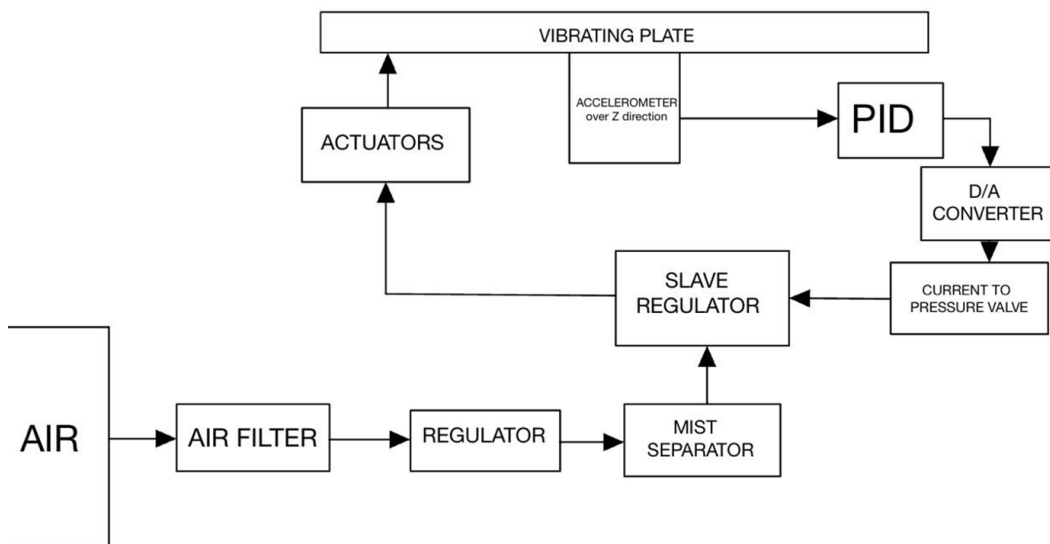 VIBRATING PLATE
ACCELEROMETER
over Z direction
PID
ACTUATORS
D/A
CONVERTER
SLAVE
REGULATOR
CURRENT TO
PRESSURE VALVE
AIR
AIR FILTER
REGULATOR
MIST
SEPARATOR